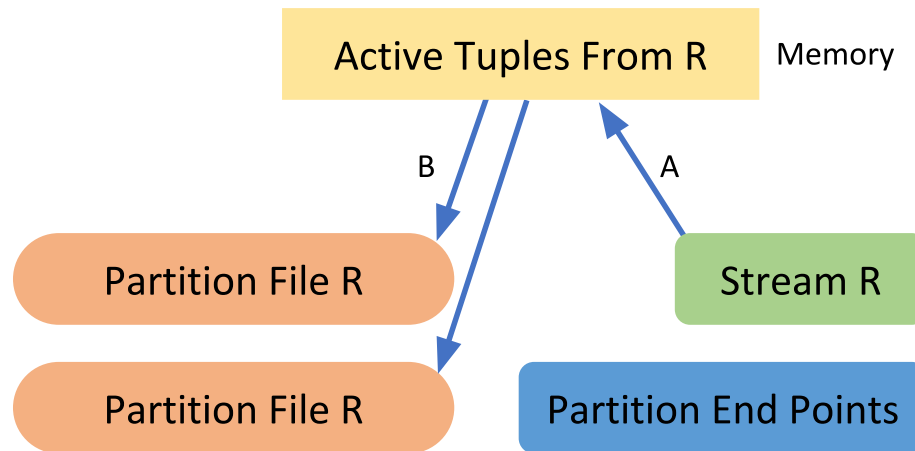 Active Tuples From R
Memory
B
A
Partition File R
Stream R
Partition File R
Partition End Points